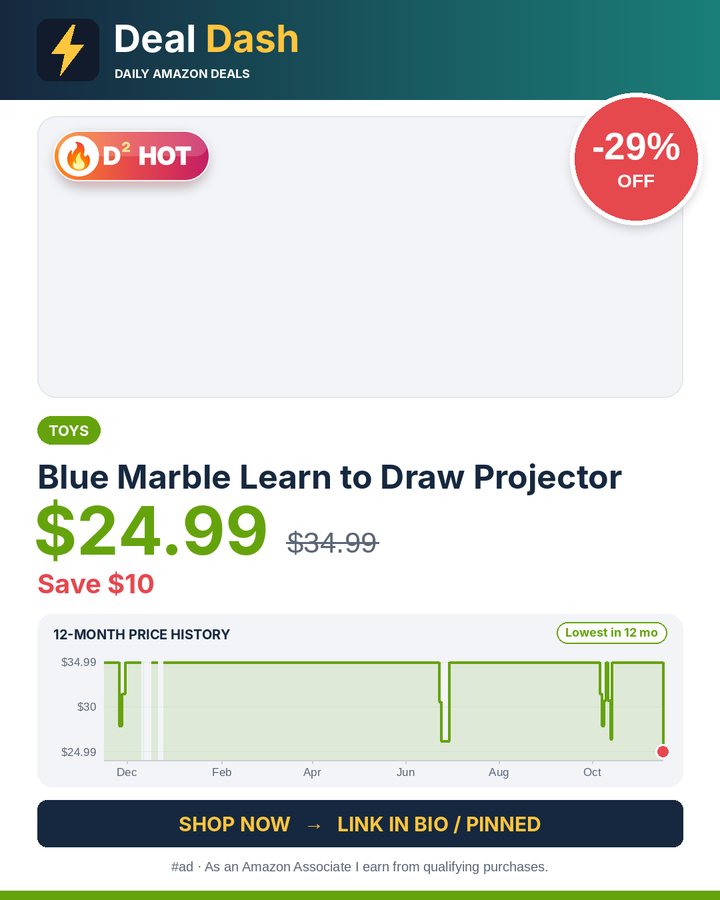 Deal Dash
DAILY AMAZON DEALS
D² HOT
-29%
OFF
TOYS
Blue Marble Learn to Draw Projector
$24.99 $34.99
Save $10
12-MONTH PRICE HISTORY
Lowest in 12 mo
$34.99
$30
$24.99
Dec Feb Apr Jun Aug Oct
SHOP NOW → LINK IN BIO / PINNED
#ad · As an Amazon Associate I earn from qualifying purchases.